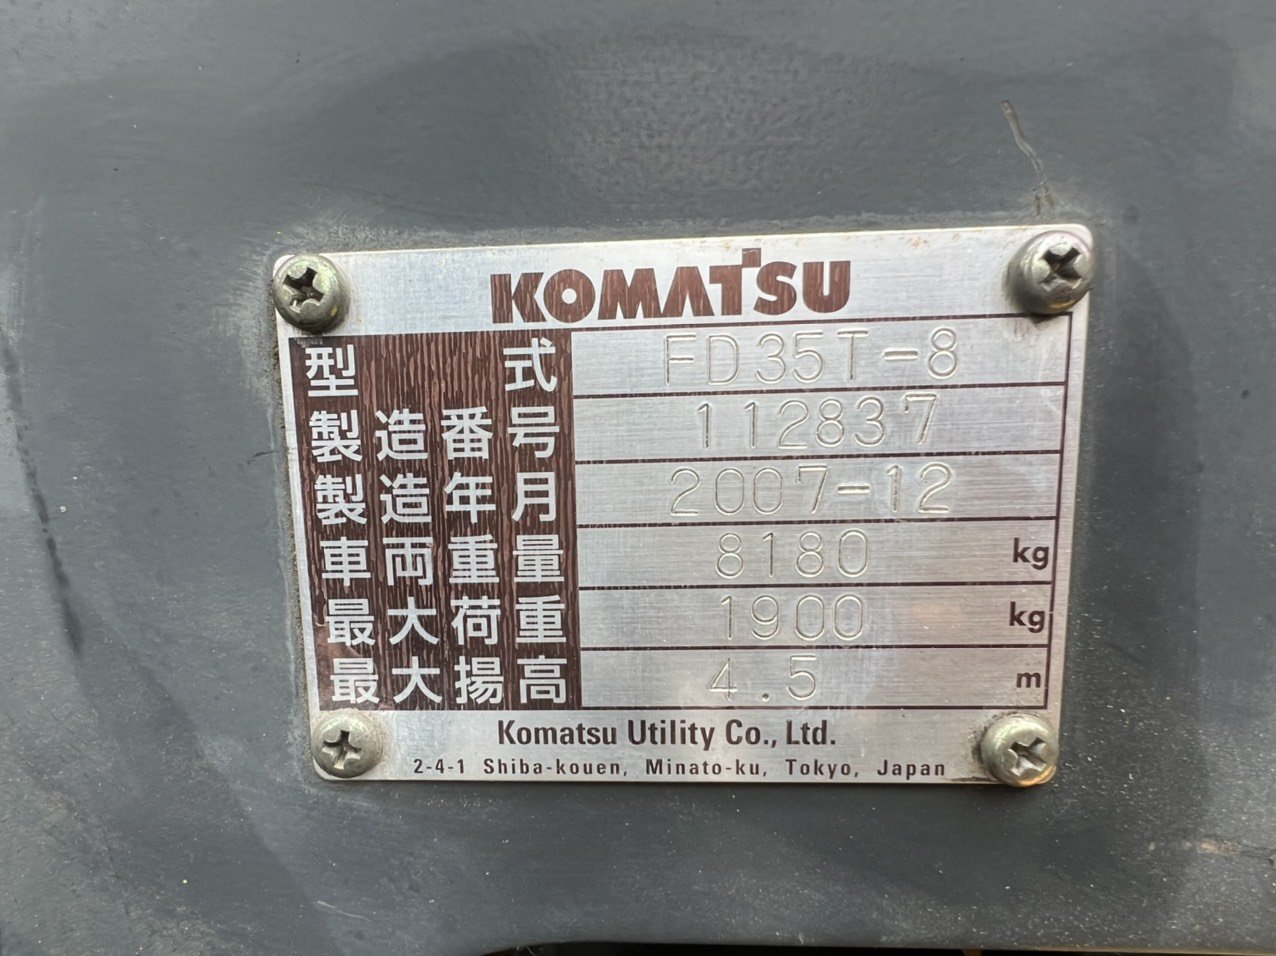 KOMATSU
型式 FD35T-8
製造番号 112837
製造年月 2007-12
車両重量 8180 kg
最大荷重 1900 kg
最大揚高 4.5 m
Komatsu Utility Co., Ltd.
2-4-1 Shiba-kouen, Minato-ku, Tokyo, Japan